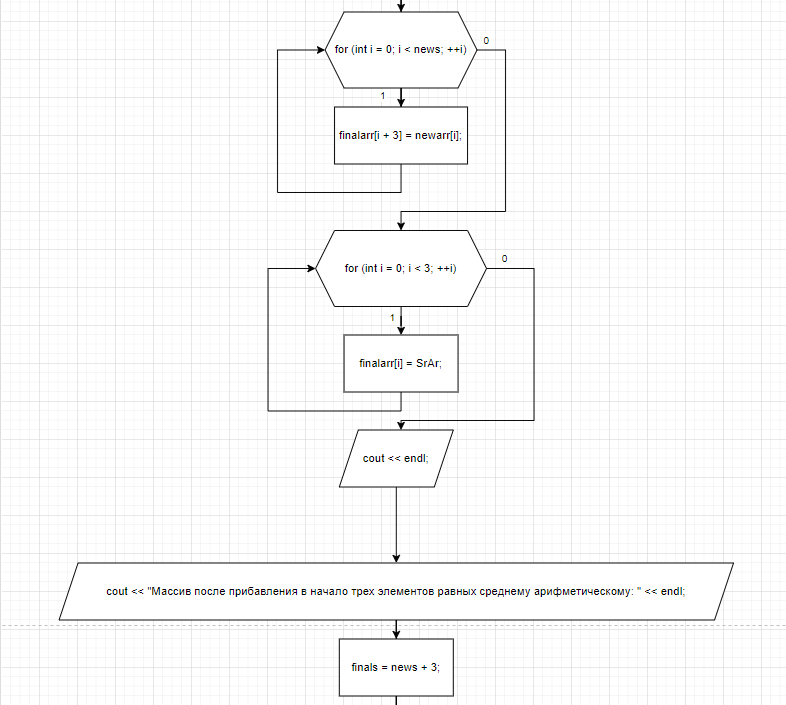 for (int i = 0; i < news; ++i)
0
1
finalarr[i + 3] = newarr[i];
for (int i = 0; i < 3; ++i)
0
1
finalarr[i] = SrAr;
cout << endl;
cout << "Массив после прибавления в начало трех элементов равных среднему арифметическому: " << endl;
finals = news + 3;